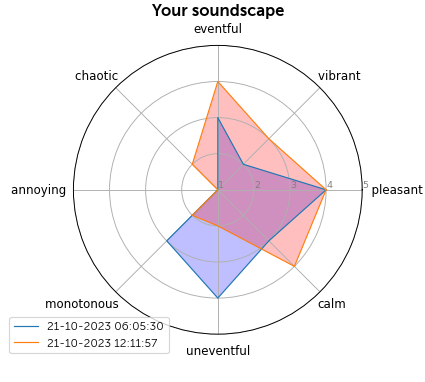 Your soundscape
eventful
chaotic
vibrant
annoying
1
2
3
4
5
pleasant
monotonous
calm
uneventful
21-10-2023 06:05:30
21-10-2023 12:11:57